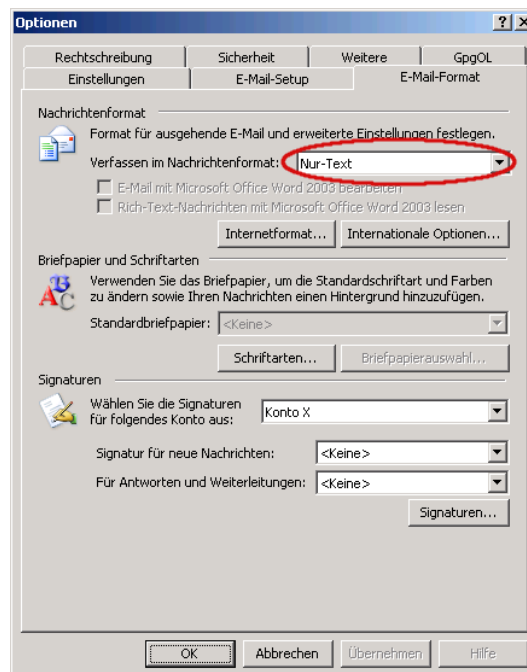 Optionen
Rechtschreibung Sicherheit Weitere GpgOL
Einstellungen E-Mail-Setup E-Mail-Format
Nachrichtenformat
Format für ausgehende E-Mail und erweiterte Einstellungen festlegen.
Verfassen im Nachrichtenformat: Nur-Text
E-Mail mit Microsoft Office Word 2003 bearbeiten
Rich-Text-Nachrichten mit Microsoft Office Word 2003 lesen
Internetformat... Internationale Optionen...
Briefpapier und Schriftarten
Verwenden Sie das Briefpapier, um die Standardschriftart und Farben
zu ändern sowie Ihren Nachrichten einen Hintergrund hinzuzufügen.
Standardbriefpapier: <Keine>
Schriftarten... Briefpapierauswahl...
Signaturen
Wählen Sie die Signaturen
für folgendes Konto aus: Konto X
Signatur für neue Nachrichten: <Keine>
Für Antworten und Weiterleitungen: <Keine>
Signaturen...
OK Abbrechen Übernehmen Hilfe